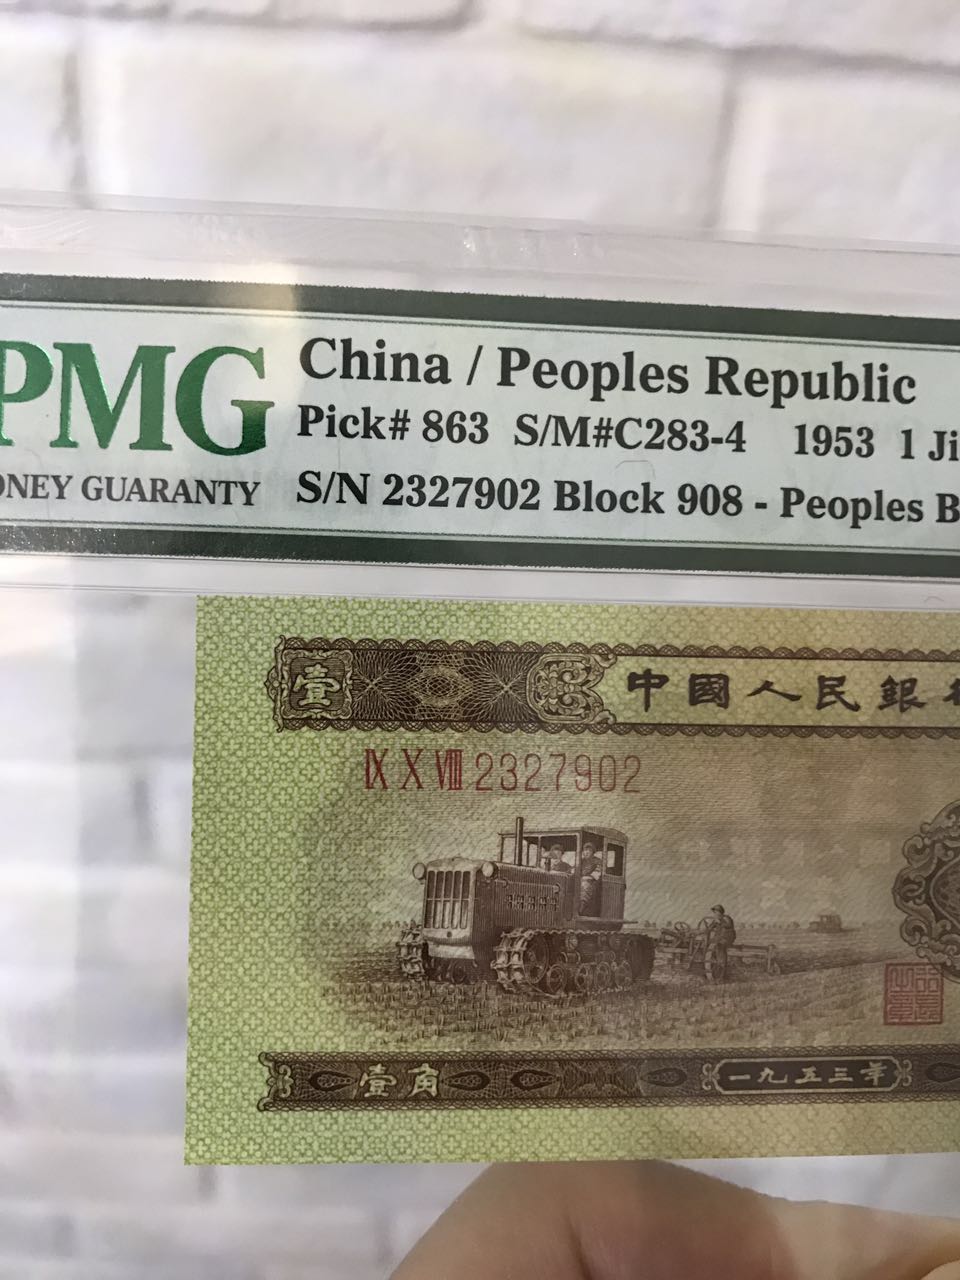 PMG
ONEY GUARANTY
China / Peoples Republic
Pick# 863 S/M#C283-4 1953 1 Ji
S/N 2327902 Block 908 - Peoples B
壹
中國人民銀
ⅨⅩⅧ 2327902
壹角
一九五三年